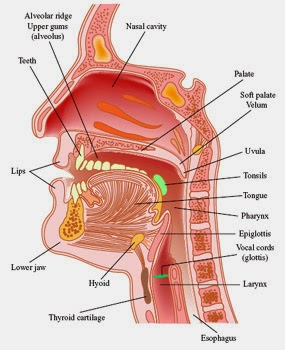 Alveolar ridge
Upper gums
(alveolus)
Nasal cavity
Teeth
Palate
Soft palate
Velum
Uvula
Lips
Tonsils
Tongue
Pharynx
Epiglottis
Vocal cords
(glottis)
Lower jaw
Hyoid
Larynx
Thyroid cartilage
Esophagus